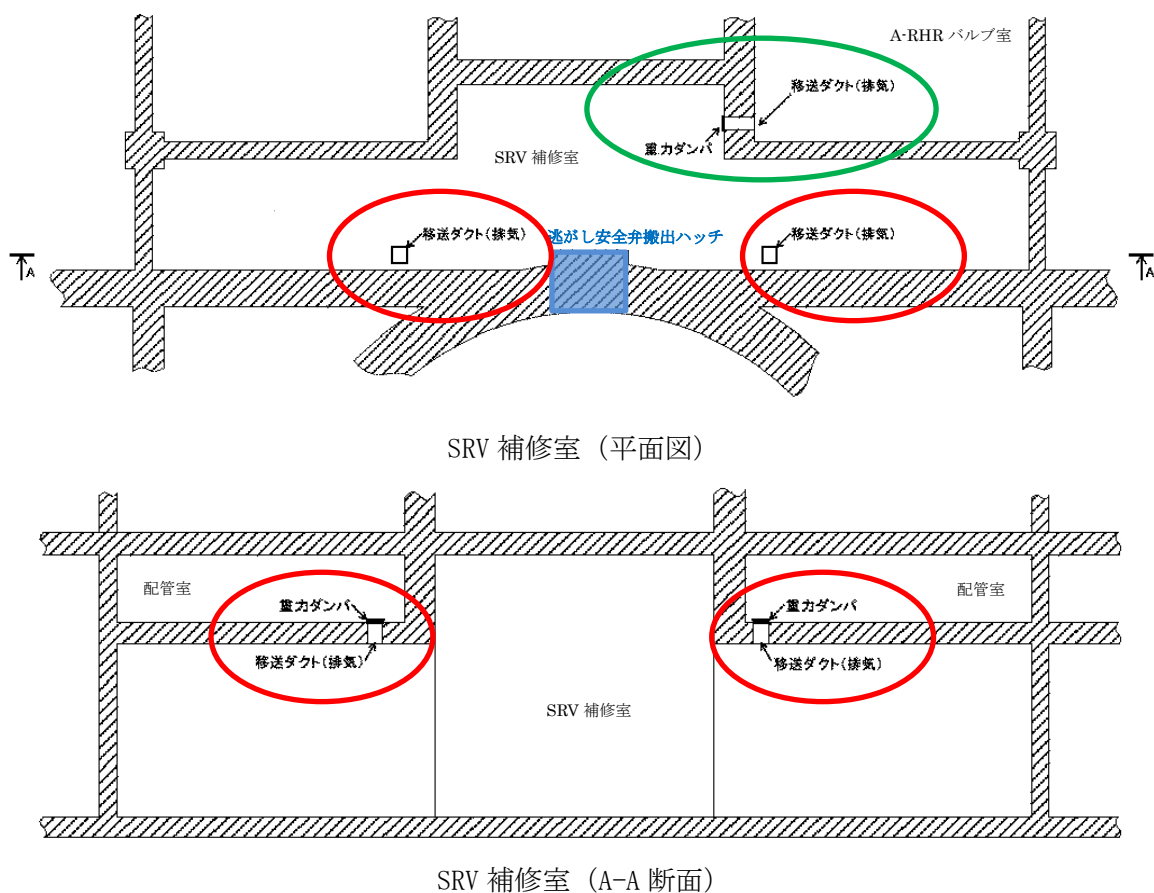 A-RHR バルブ室
移送ダクト(排気)
重力ダンパ
SRV 補修室
移送ダクト(排気)
逃がし安全弁搬出ハッチ
移送ダクト(排気)
A
A
SRV 補修室（平面図）
配管室
重力ダンパ
移送ダクト(排気)
重力ダンパ
配管室
移送ダクト(排気)
SRV 補修室
SRV 補修室（A-A 断面）